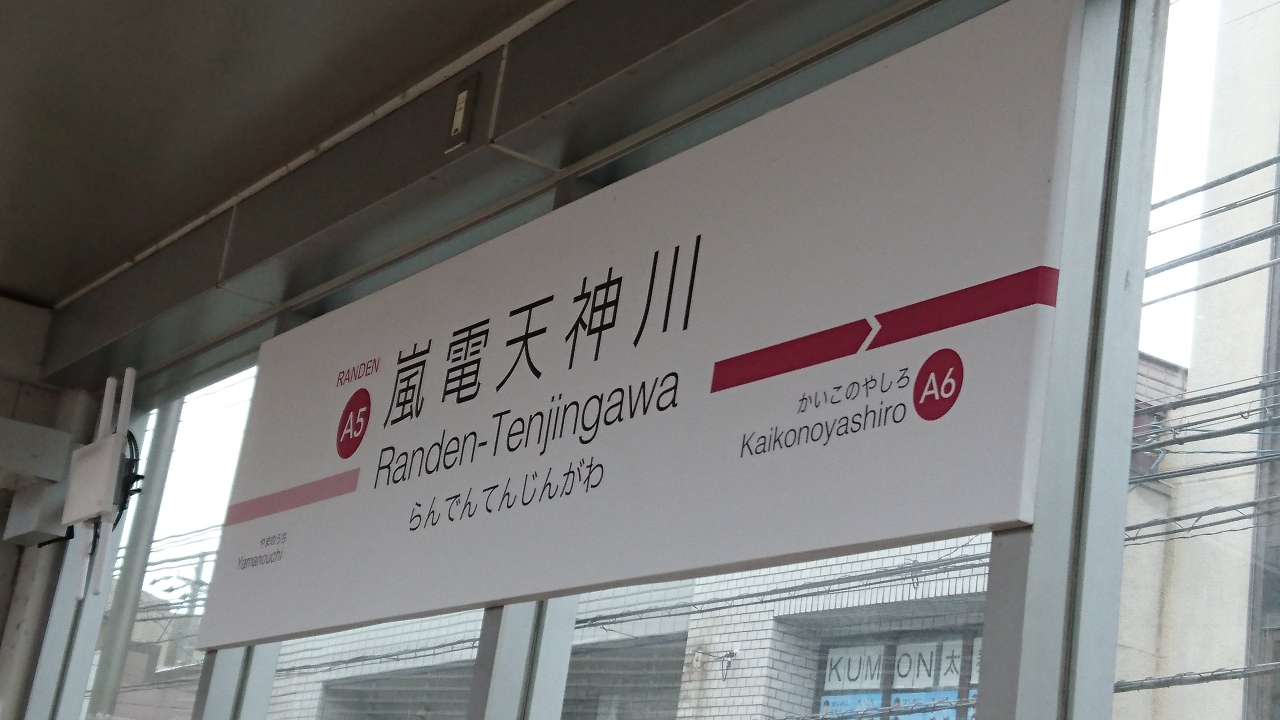 RANDEN
A5
嵐電天神川
Randen-Tenjingawa
らんでんてんじんがわ
やまのうち
Yamanouchi
かいこのやしろ
Kaikonoyashiro
A6
KUMON 太